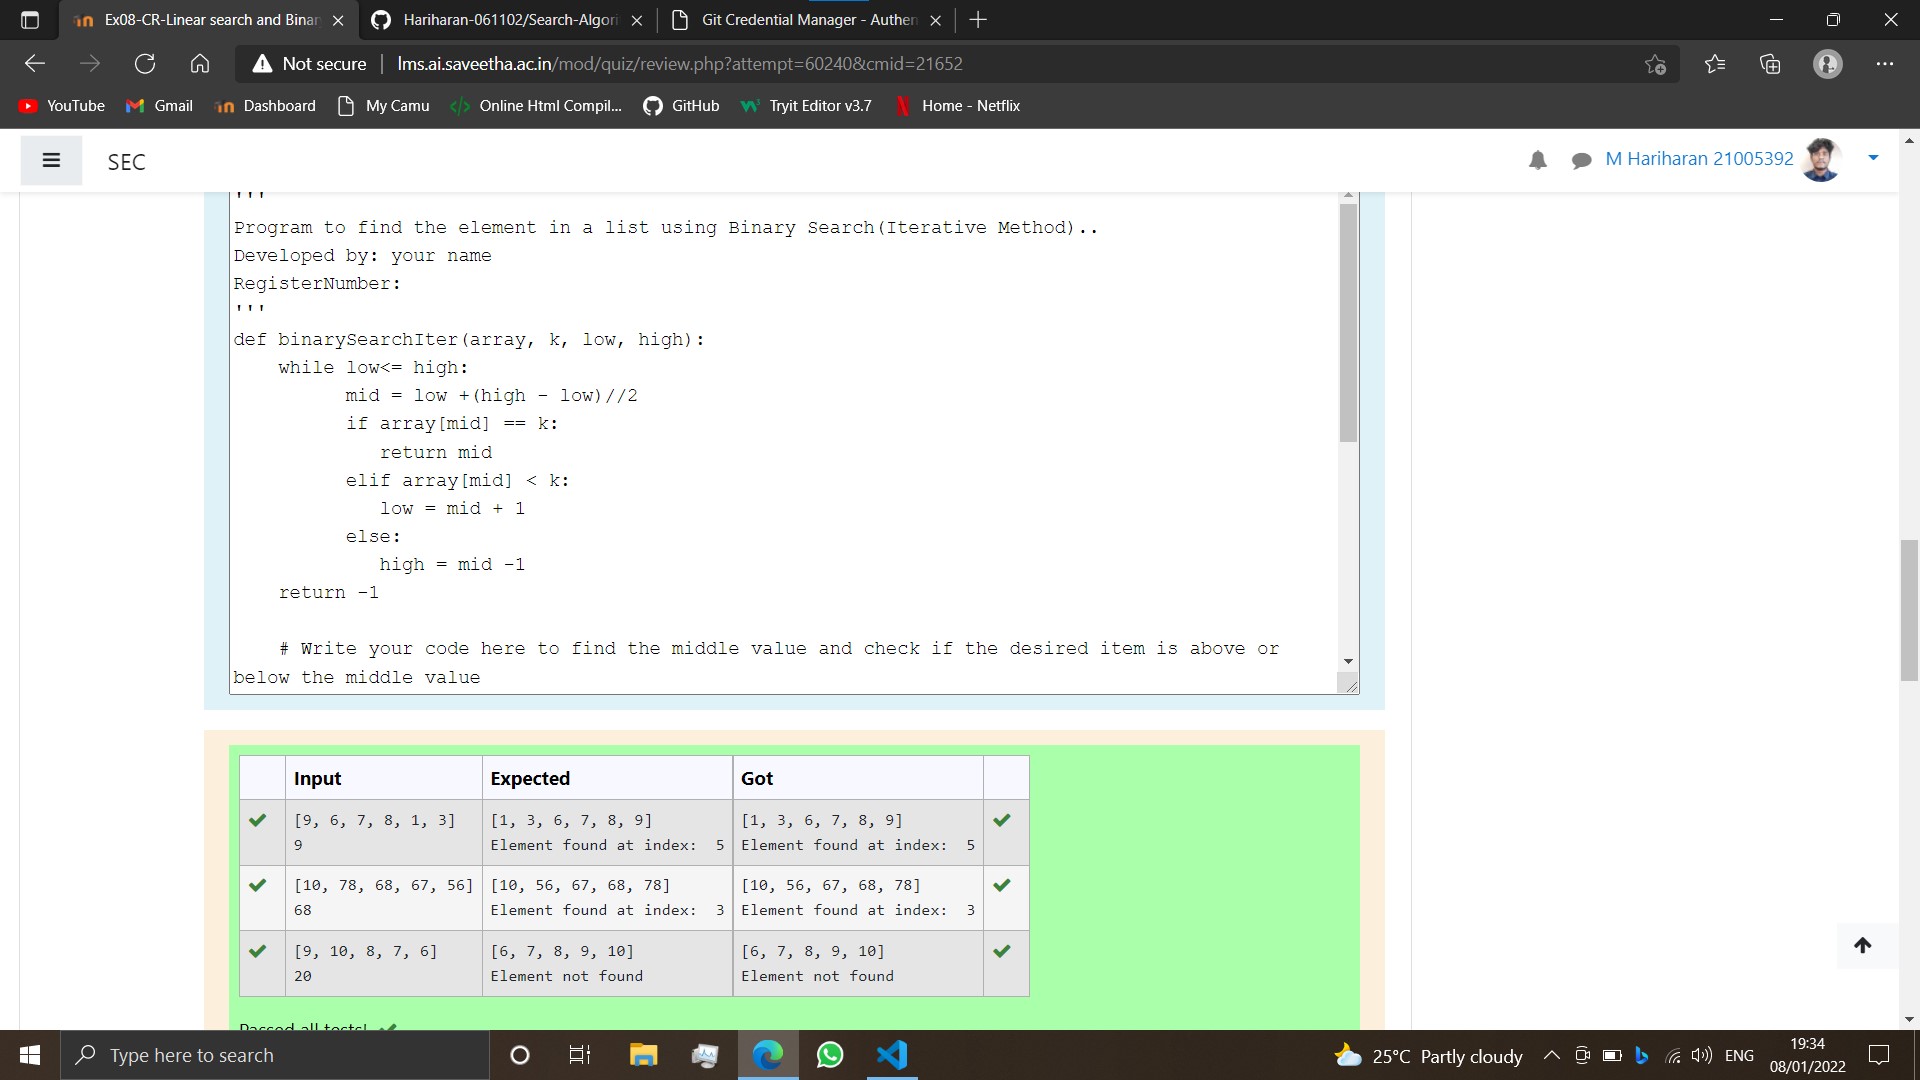 Ex08-CR-Linear search and Binar
Hariharan-061102/Search-Algori
Git Credential Manager - Authen
Not secure
lms.ai.saveetha.ac.in/mod/quiz/review.php?attempt=60240&cmid=21652
YouTube
Gmail
Dashboard
My Camu
Online Html Compil...
GitHub
Tryit Editor v3.7
Home - Netflix
SEC
M Hariharan 21005392
'''
Program to find the element in a list using Binary Search(Iterative Method)..
Developed by: your name
RegisterNumber:
'''
def binarySearchIter(array, k, low, high):
    while low<= high:
          mid = low +(high - low)//2
          if array[mid] == k:
             return mid
          elif array[mid] < k:
             low = mid + 1
          else:
             high = mid -1
    return -1
    # Write your code here to find the middle value and check if the desired item is above or
below the middle value
Input Expected Got
[9, 6, 7, 8, 1, 3] [1, 3, 6, 7, 8, 9] [1, 3, 6, 7, 8, 9]
9 Element found at index:  5 Element found at index:  5
[10, 78, 68, 67, 56] [10, 56, 67, 68, 78] [10, 56, 67, 68, 78]
68 Element found at index:  3 Element found at index:  3
[9, 10, 8, 7, 6] [6, 7, 8, 9, 10] [6, 7, 8, 9, 10]
20 Element not found Element not found
Passed all tests!
Type here to search
25°C Partly cloudy
ENG
19:34
08/01/2022